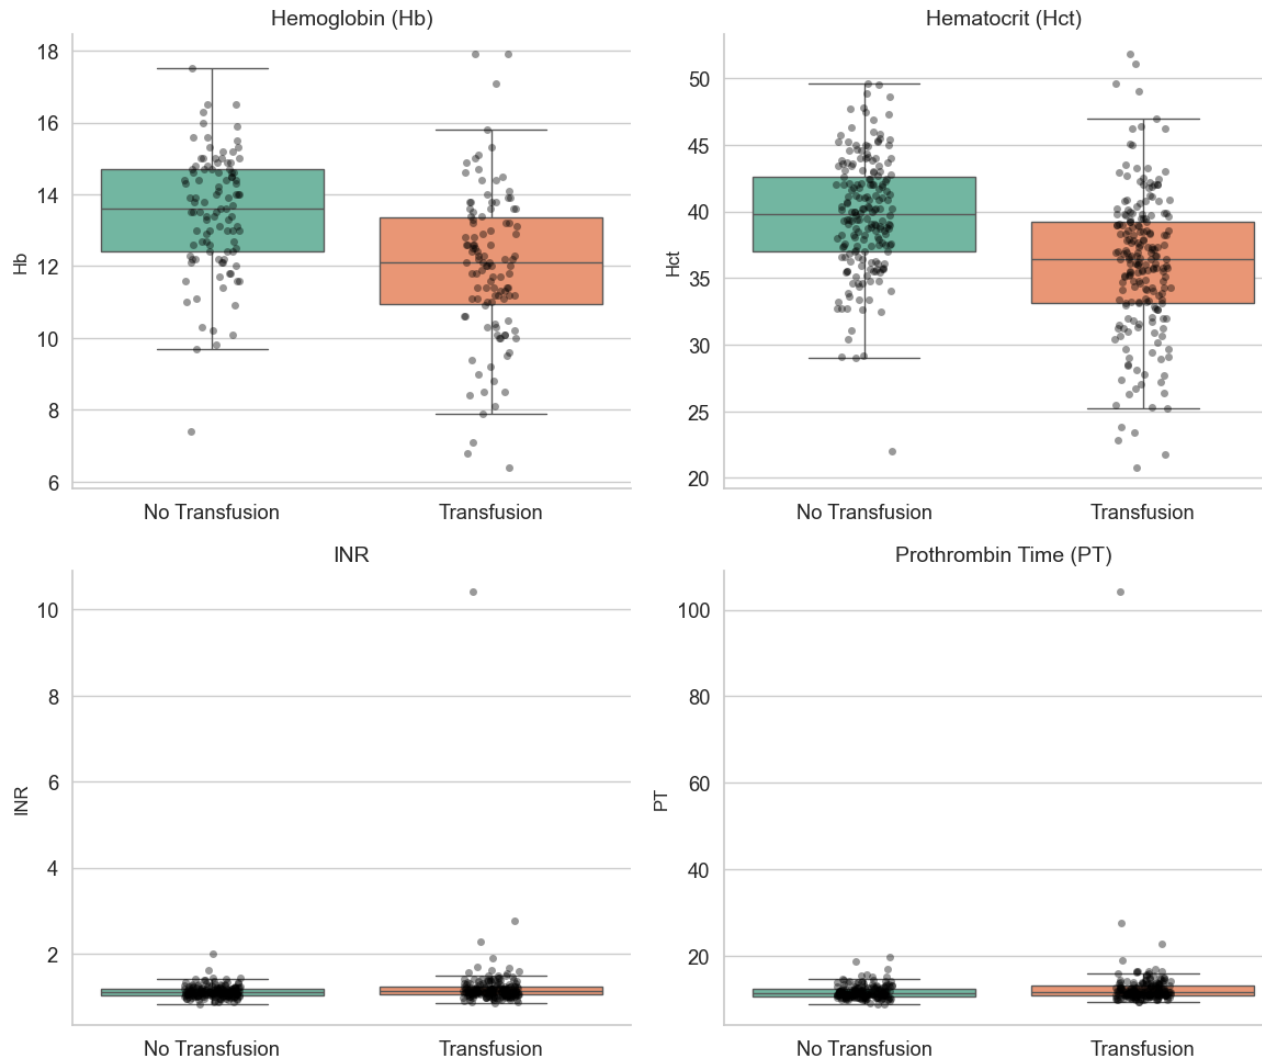 Hemoglobin (Hb)
18
16
14
12
10
8
6
Hb
No Transfusion
Transfusion
Hematocrit (Hct)
50
45
40
35
30
25
20
Hct
No Transfusion
Transfusion
INR
10
8
6
4
2
INR
No Transfusion
Transfusion
Prothrombin Time (PT)
100
80
60
40
20
PT
No Transfusion
Transfusion